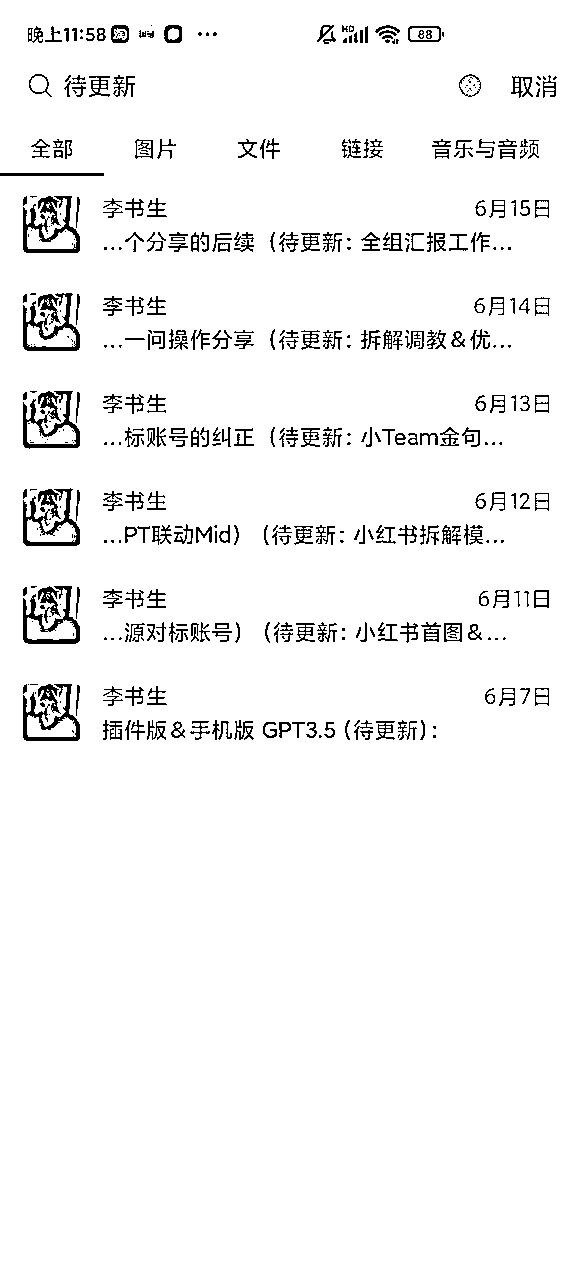 晚上11:58
HD
88
待更新
取消
全部 图片 文件 链接 音乐与音频
李书生 6月15日
...个分享的后续（待更新：全组汇报工作...
李书生 6月14日
...一问操作分享（待更新：拆解调教＆优...
李书生 6月13日
...标账号的纠正（待更新：小Team金句...
李书生 6月12日
...PT联动Mid）（待更新：小红书拆解模...
李书生 6月11日
...源对标账号）（待更新：小红书首图＆...
李书生 6月7日
插件版＆手机版 GPT3.5（待更新）：